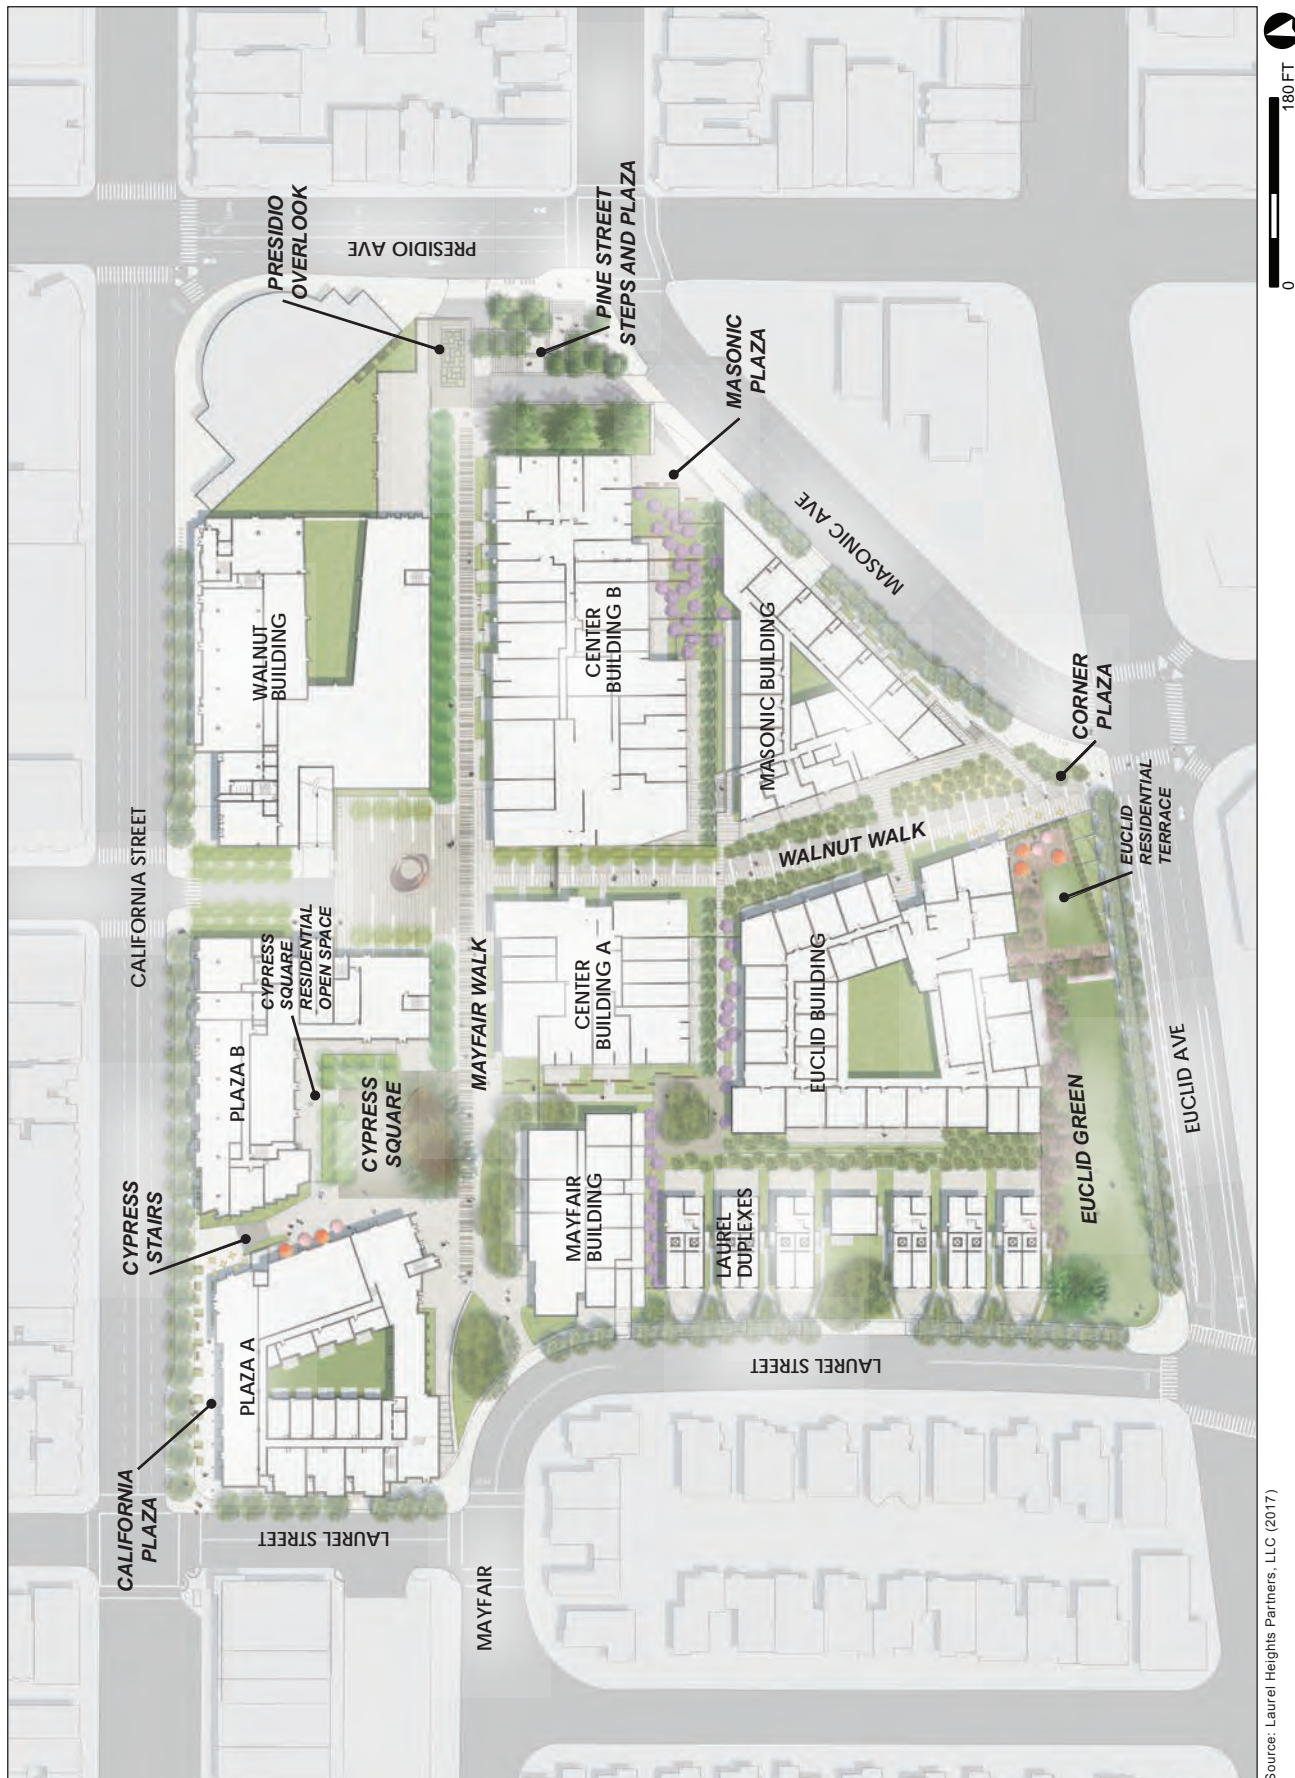 CALIFORNIA STREET
CALIFORNIA
PLAZA
CYPRESS
STAIRS
PRESIDIO
OVERLOOK
PRESIDIO AVE
PINE STREET
STEPS AND PLAZA
MASONIC
PLAZA
MASONIC AVE
LAUREL STREET
PLAZA A
PLAZA B
CYPRESS
SQUARE
RESIDENTIAL
OPEN SPACE
CYPRESS
SQUARE
WALNUT
BUILDING
MAYFAIR
MAYFAIR WALK
MAYFAIR
BUILDING
CENTER
BUILDING A
CENTER
BUILDING B
MASONIC BUILDING
WALNUT WALK
CORNER
PLAZA
LAUREL
DUPLEXES
EUCLID BUILDING
EUCLID
RESIDENTIAL
TERRACE
LAUREL STREET
EUCLID GREEN
EUCLID AVE
0
180 FT
Source: Laurel Heights Partners, LLC (2017)